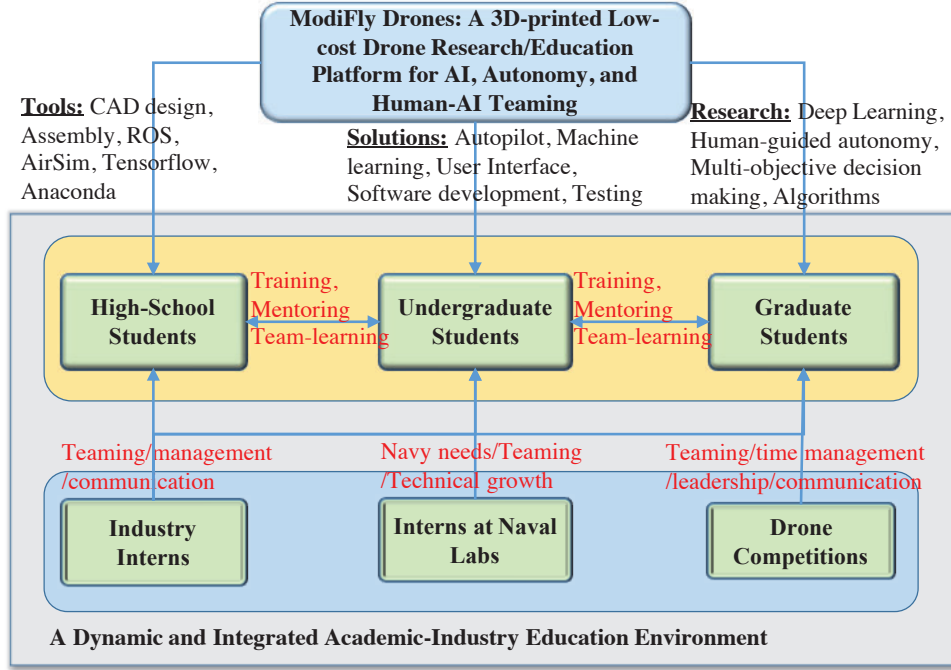 ModiFly Drones: A 3D-printed Low-
cost Drone Research/Education
Platform for AI, Autonomy, and
Human-AI Teaming
Tools: CAD design,
Assembly, ROS,
AirSim, Tensorflow,
Anaconda
Solutions: Autopilot, Machine
learning, User Interface,
Software development, Testing
Research: Deep Learning,
Human-guided autonomy,
Multi-objective decision
making, Algorithms
High-School
Students
Training,
Mentoring
Team-learning
Undergraduate
Students
Training,
Mentoring
Team-learning
Graduate
Students
Teaming/management
/communication
Navy needs/Teaming
/Technical growth
Teaming/time management
/leadership/communication
Industry
Interns
Interns at Naval
Labs
Drone
Competitions
A Dynamic and Integrated Academic-Industry Education Environment